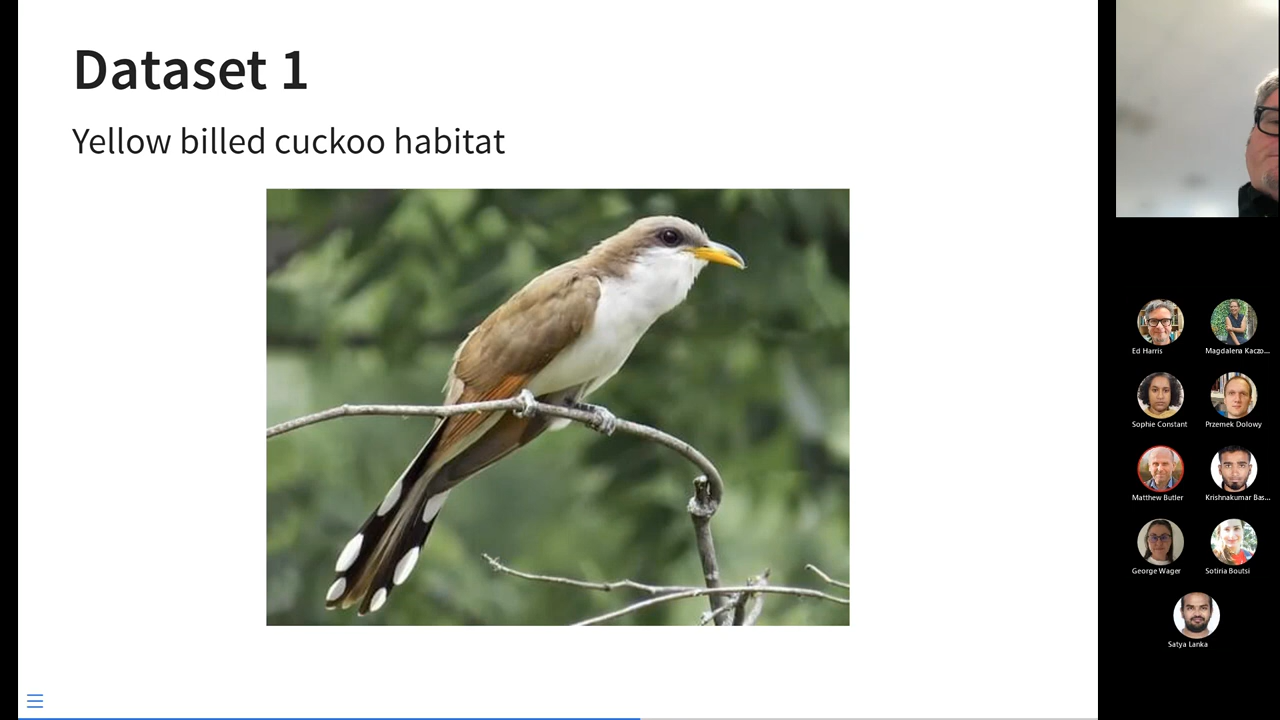 Dataset 1
Yellow billed cuckoo habitat
Ed Harris
Magdalena Kaczo...
Sophie Constant
Przemek Dolowy
Matthew Butler
Krishnakumar Bas...
George Wager
Sotiria Boutsi
Satya Lanka